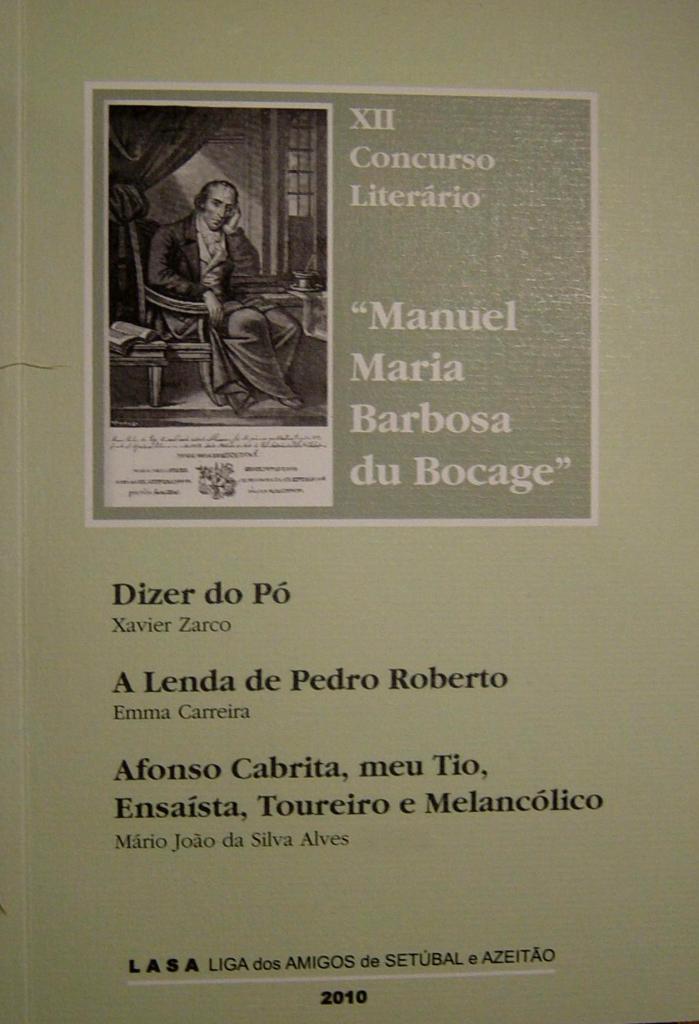 XII
Concurso
Literário
“Manuel
Maria
Barbosa
du Bocage”
Dizer do Pó
Xavier Zarco
A Lenda de Pedro Roberto
Emma Carreira
Afonso Cabrita, meu Tio,
Ensaísta, Toureiro e Melancólico
Mário João da Silva Alves
LASA LIGA dos AMIGOS de SETÚBAL e AZEITÃO
2010